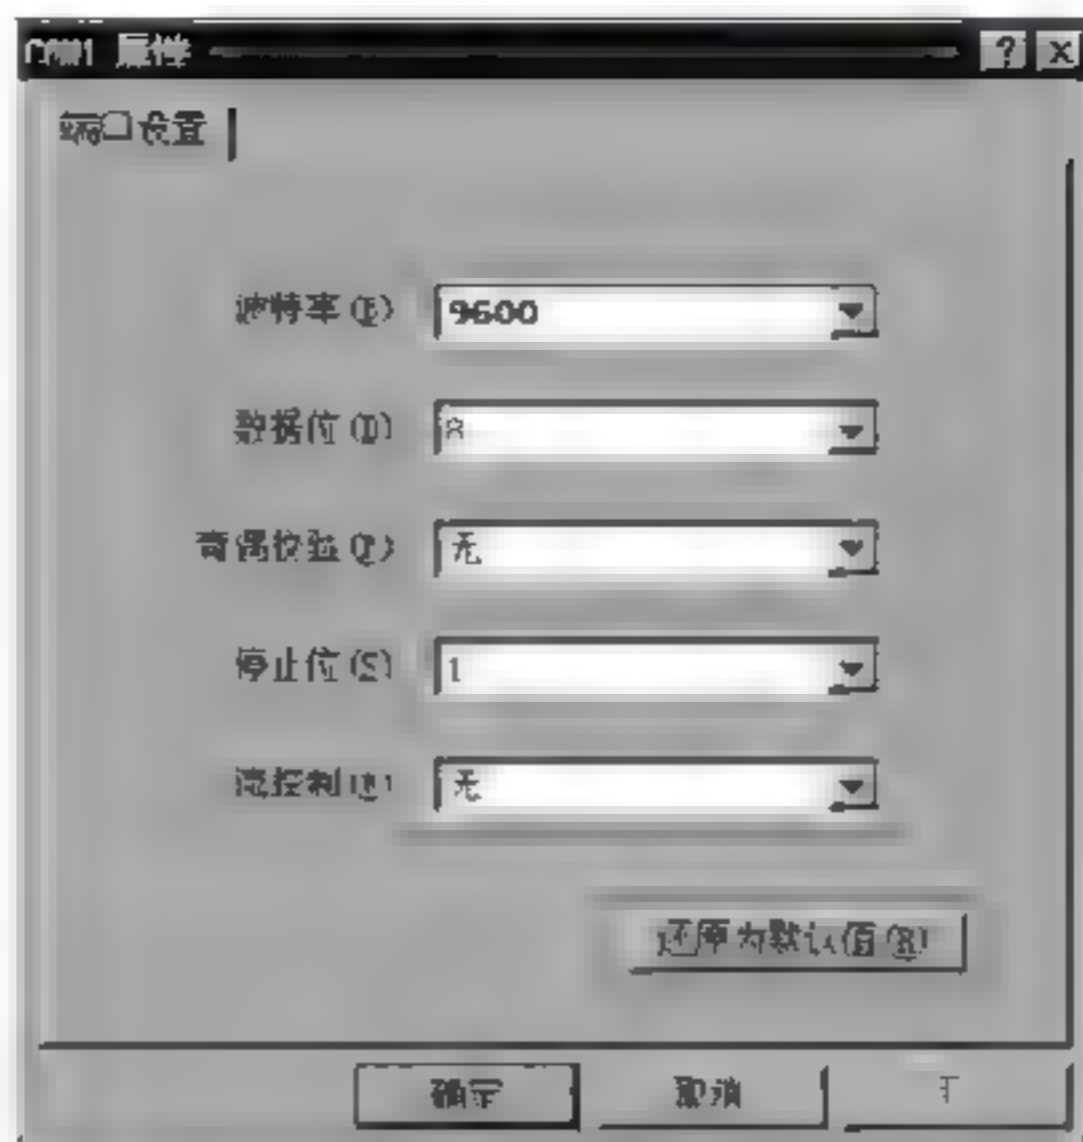 COM1 属性
端口设置
波特率(B) 9600
数据位(D) 8
奇偶校验(P) 无
停止位(S) 1
流控制 无
还原为默认值(R)
确定 取消